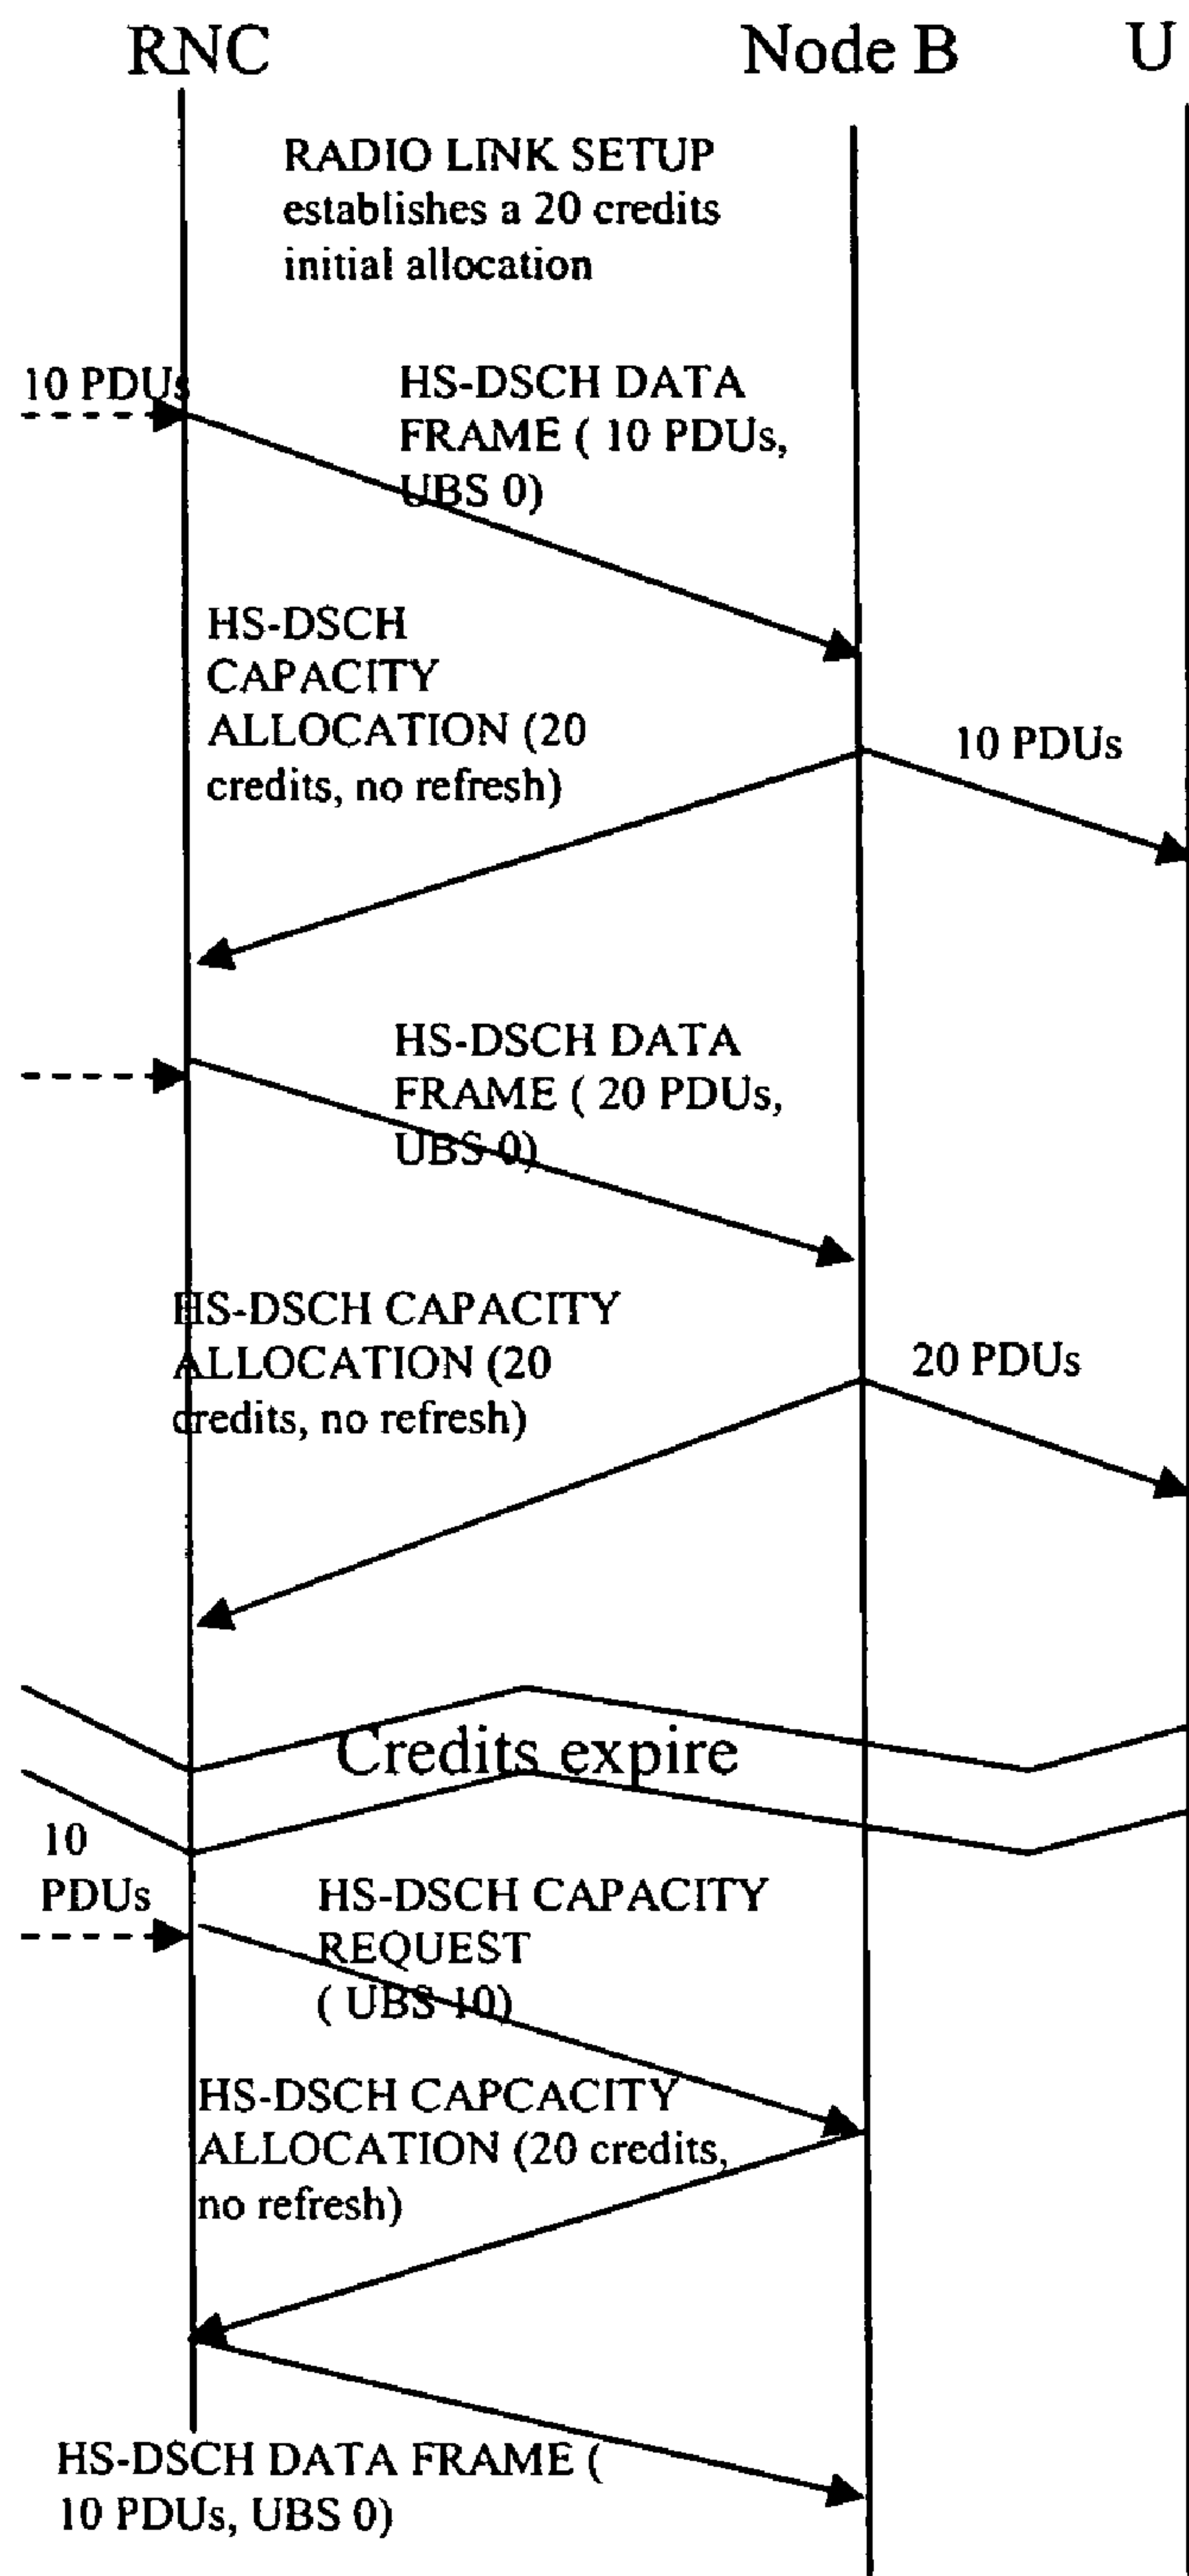 RNC
Node B
U
RADIO LINK SETUP
establishes a 20 credits
initial allocation
10 PDUs
HS-DSCH DATA
FRAME ( 10 PDUs,
UBS 0)
HS-DSCH
CAPACITY
ALLOCATION (20
credits, no refresh)
10 PDUs
HS-DSCH DATA
FRAME ( 20 PDUs,
UBS 0)
HS-DSCH CAPACITY
ALLOCATION (20
credits, no refresh)
20 PDUs
Credits expire
10
PDUs
HS-DSCH CAPACITY
REQUEST
( UBS 10)
HS-DSCH CAPCACITY
ALLOCATION (20 credits,
no refresh)
HS-DSCH DATA FRAME (
10 PDUs, UBS 0)